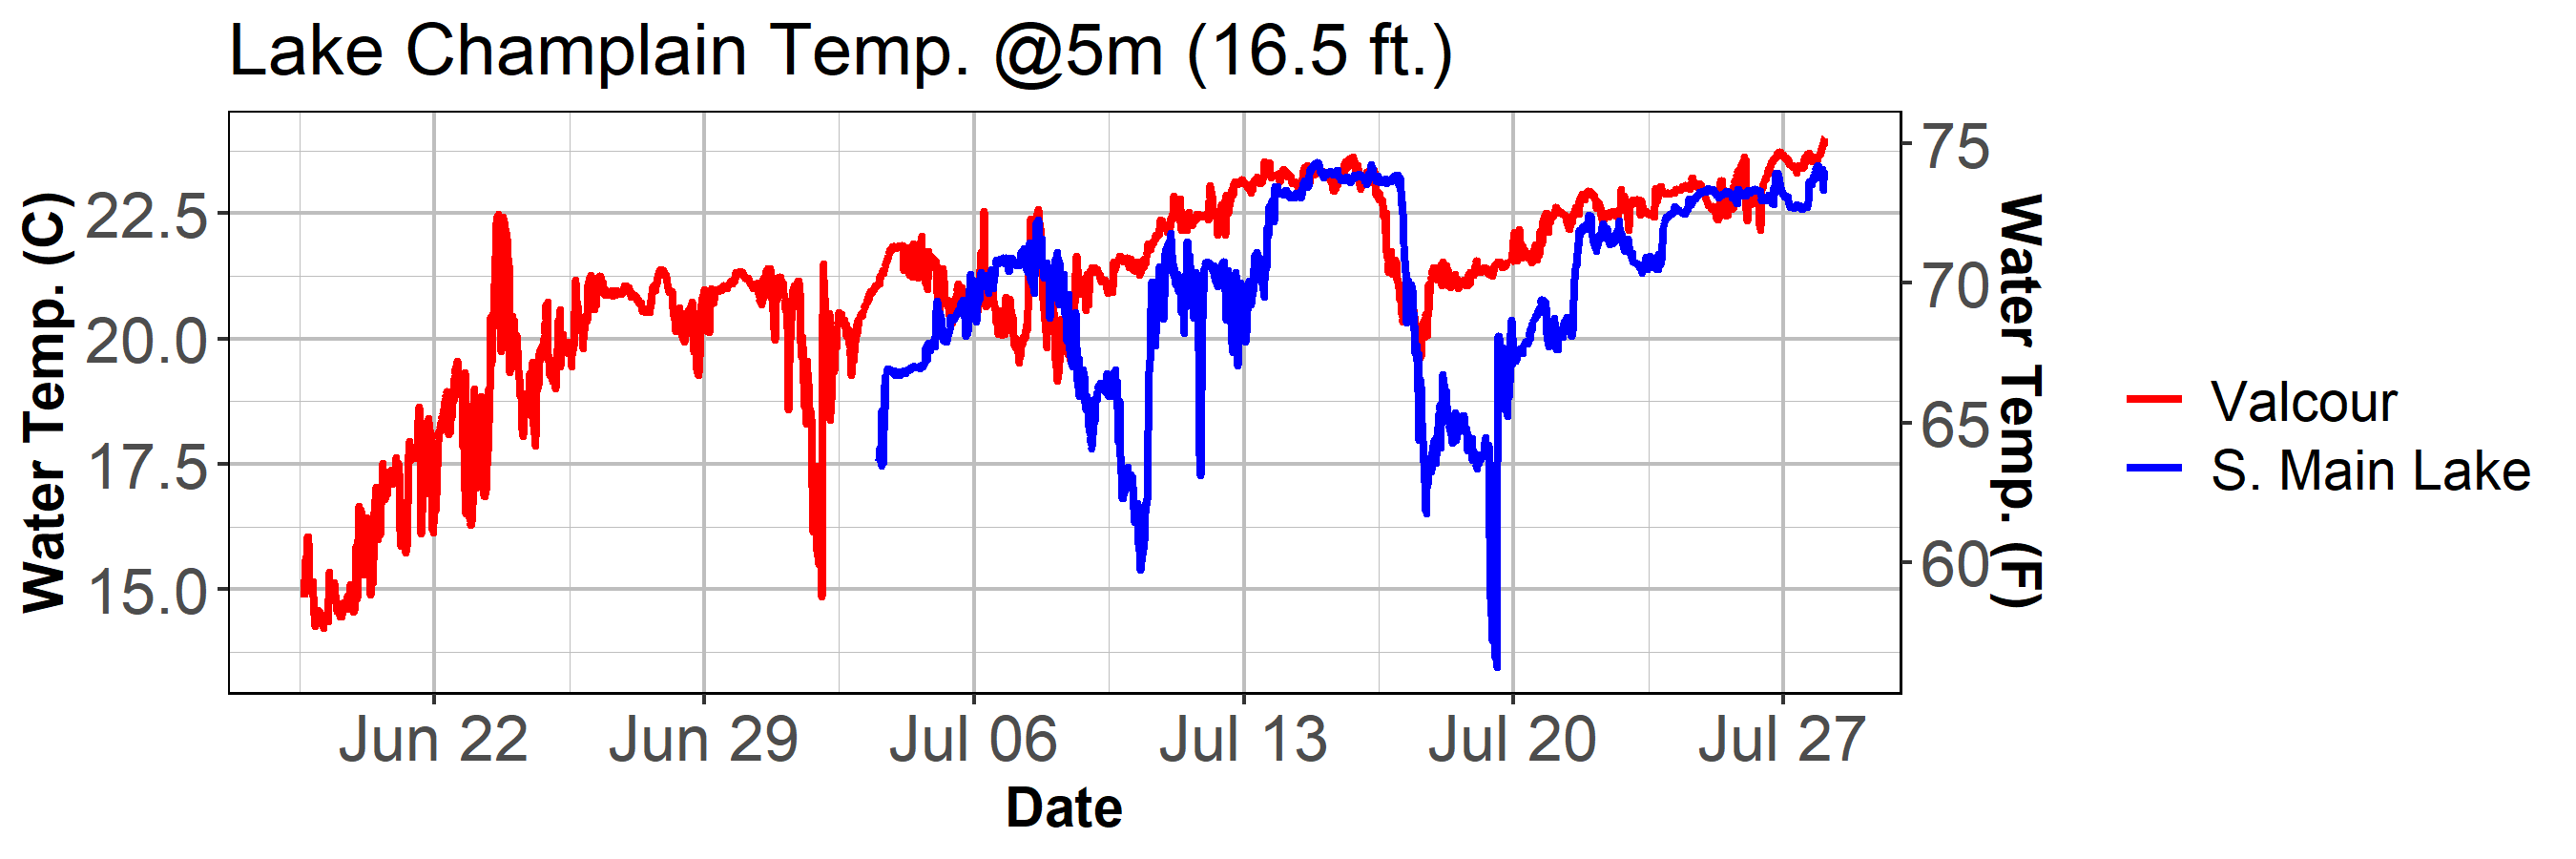 Lake Champlain Temp. @5m (16.5 ft.)
Water Temp. (C)
22.5
20.0
17.5
15.0
75
70
65
60
Water Temp. (F)
Jun 22
Jun 29
Jul 06
Jul 13
Jul 20
Jul 27
Date
Valcour
S. Main Lake